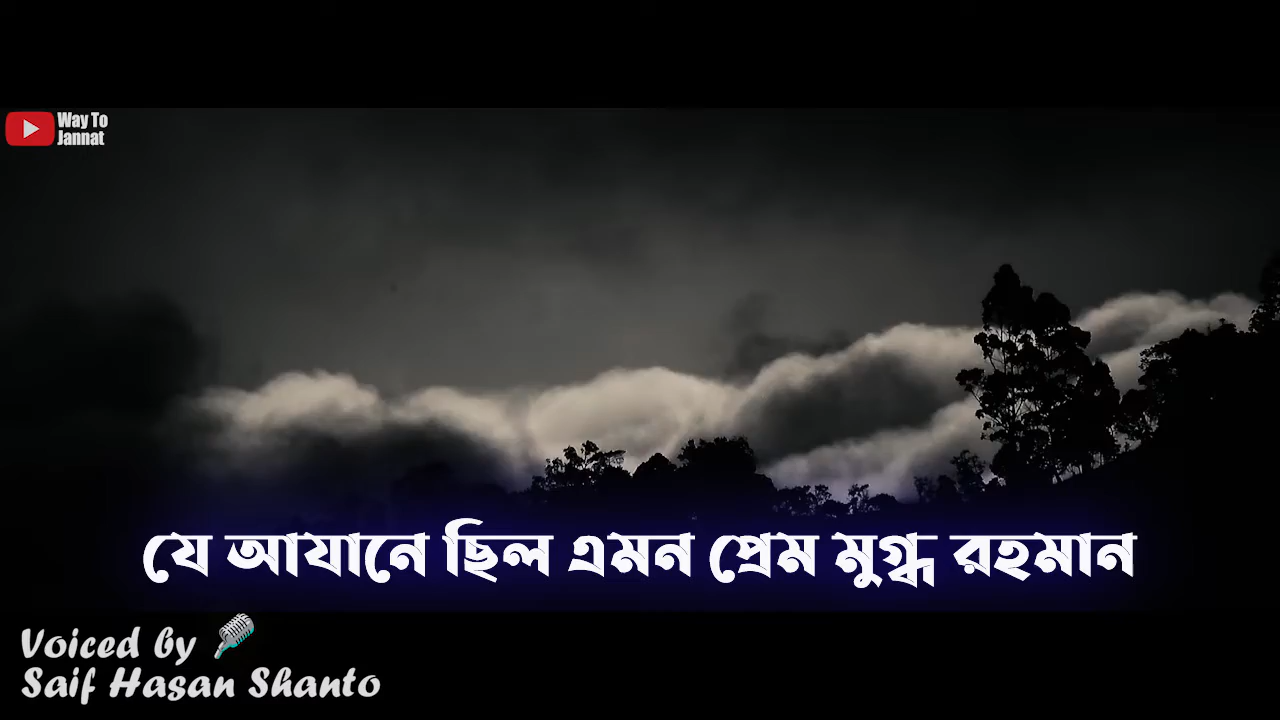 Way To
Jannat
যে আযানে ছিল এমন প্রেম মুগ্ধ রহমান
Voiced by
Saif Hasan Shanto